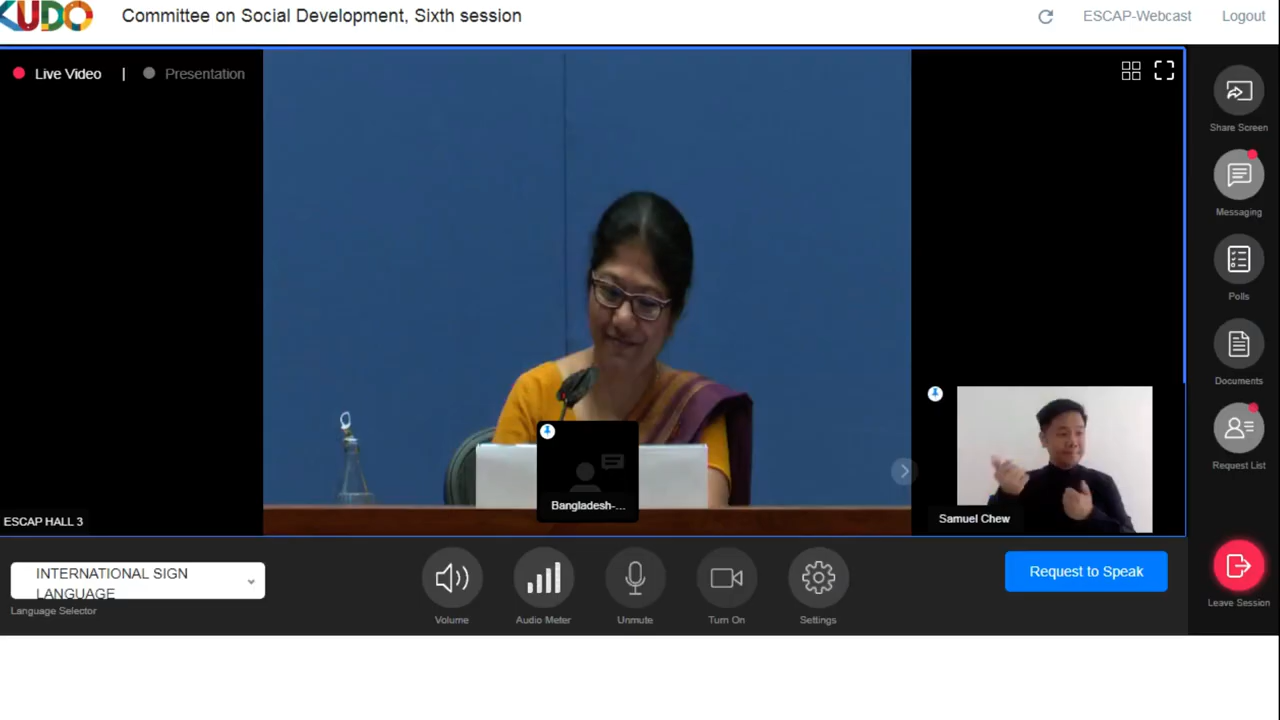 KUDO
Committee on Social Development, Sixth session
ESCAP-Webcast
Logout
Live Video | Presentation
Share Screen
Messaging
Polls
Documents
Request List
Bangladesh-...
Samuel Chew
ESCAP HALL 3
INTERNATIONAL SIGN
LANGUAGE
Language Selector
Volume
Audio Meter
Unmute
Turn On
Settings
Request to Speak
Leave Session